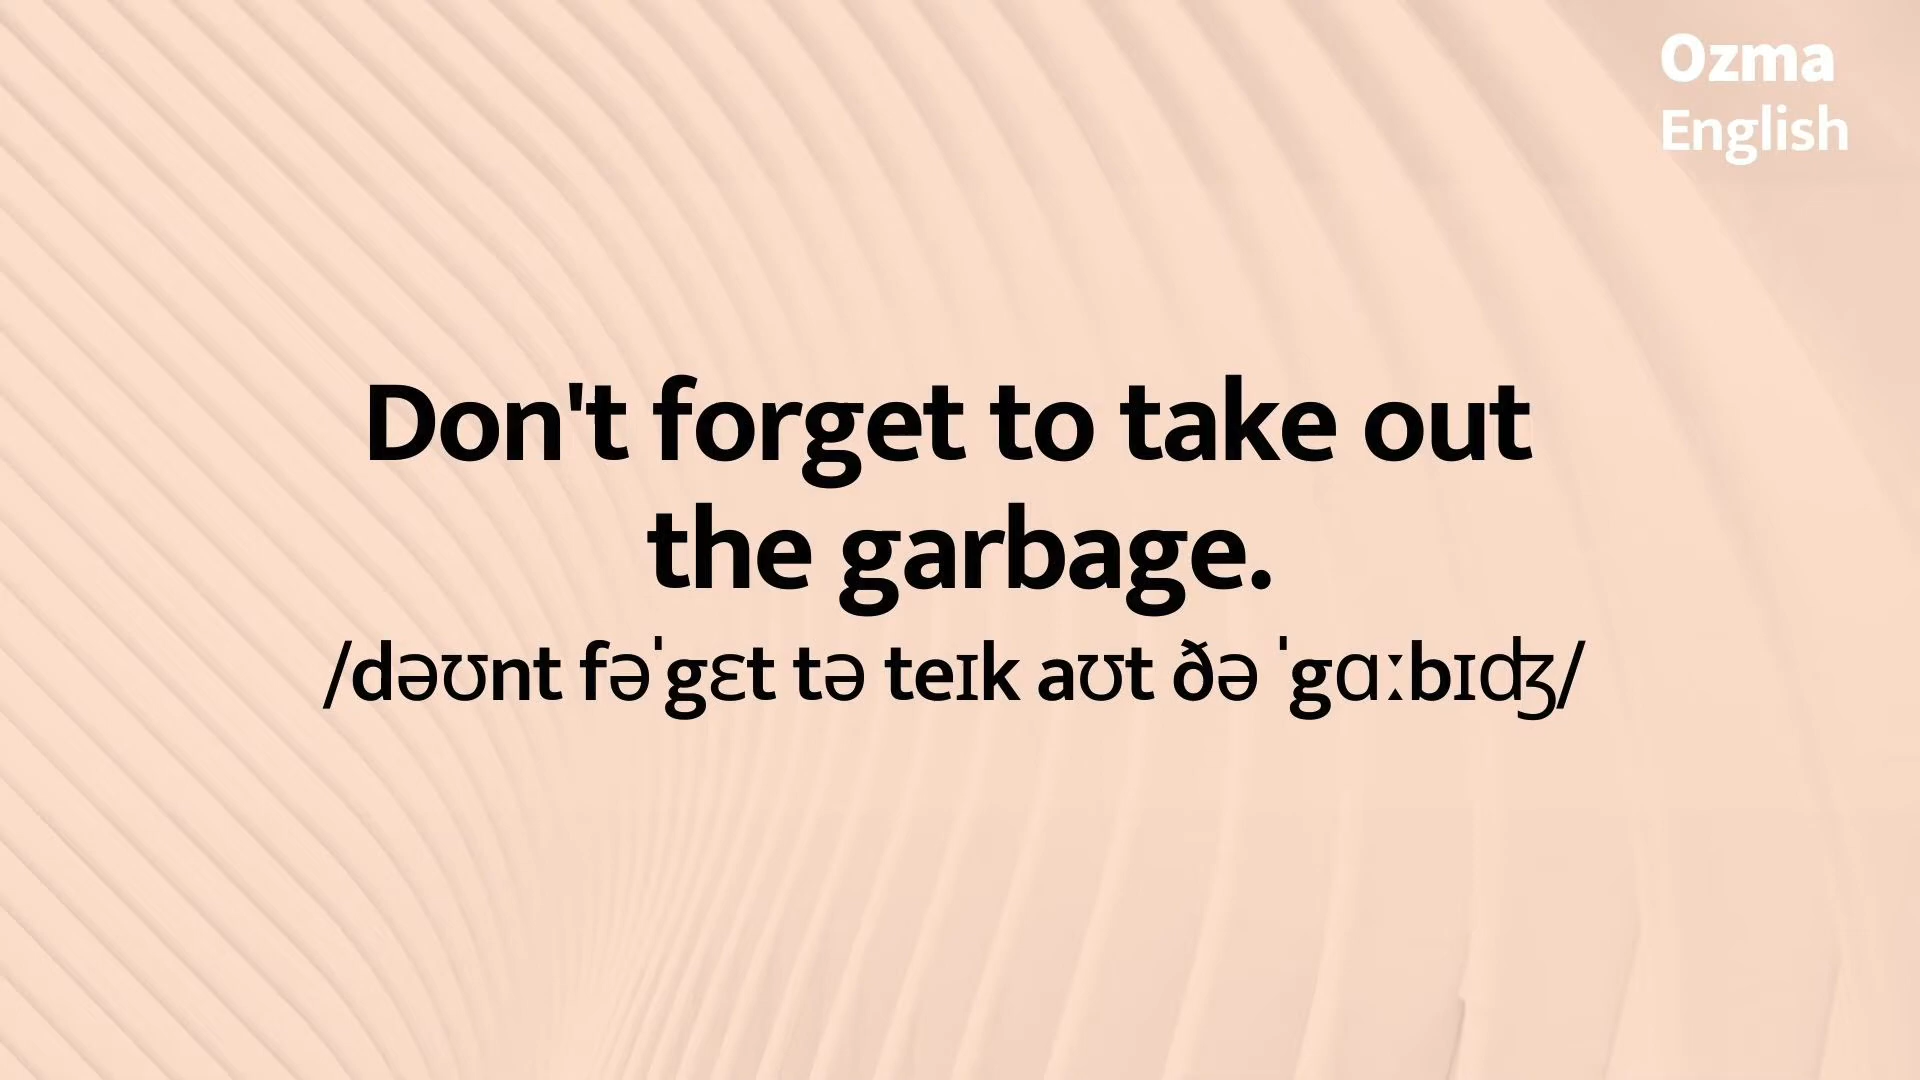 Ozma
English
Don't forget to take out
the garbage.
/dəʊnt fəˈgɛt tə teɪk aʊt ðə ˈgɑːbɪʤ/